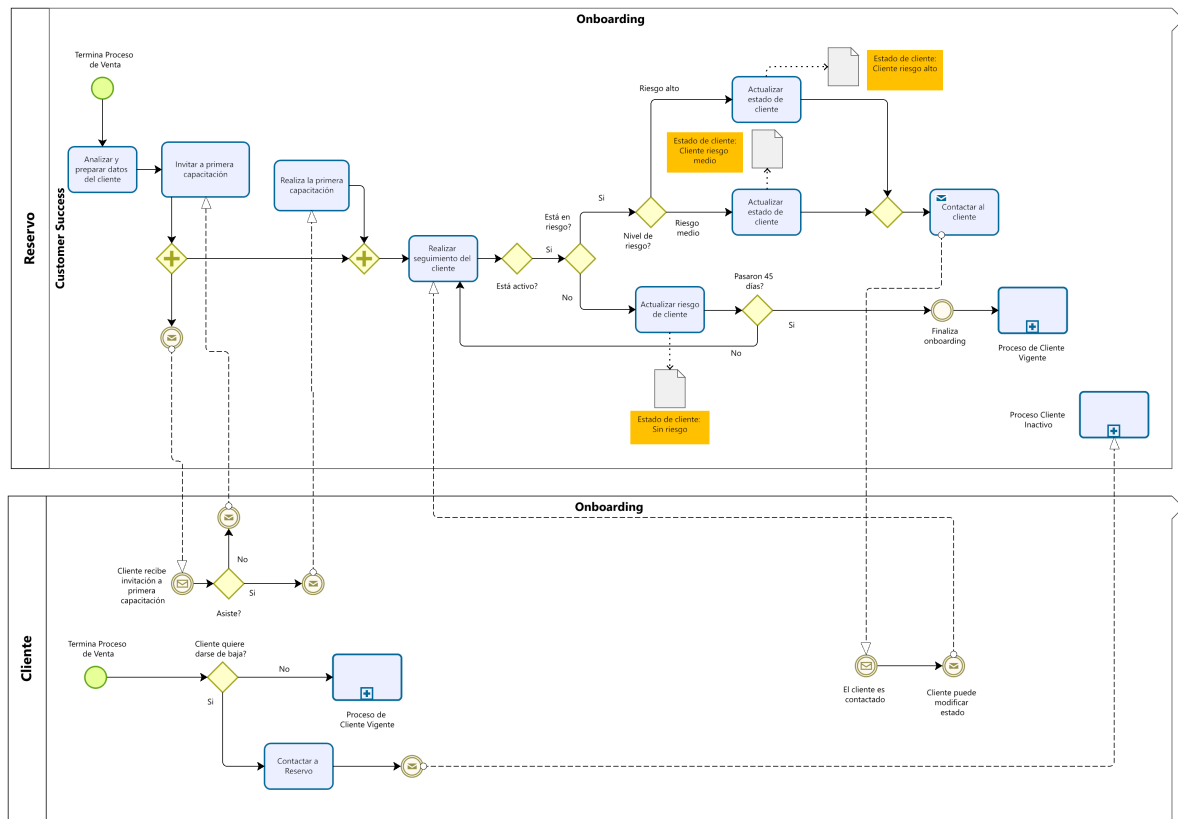 Onboarding
Reservo
Customer Success
Termina Proceso
de Venta
Analizar y
preparar datos
del cliente
Invitar a primera
capacitación
Realiza la primera
capacitación
Realizar
seguimiento del
cliente
Está activo?
Si
Está en
riesgo?
Si
No
Nivel de
riesgo?
Riesgo alto
Riesgo
medio
Actualizar
estado de
cliente
Estado de cliente:
Cliente riesgo alto
Estado de cliente:
Cliente riesgo
medio
Actualizar
estado de
cliente
Contactar al
cliente
Actualizar riesgo
de cliente
Pasaron 45
días?
Si
No
Estado de cliente:
Sin riesgo
Finaliza
onboarding
Proceso de Cliente
Vigente
Proceso Cliente
Inactivo
Onboarding
Cliente
Cliente recibe
invitación a
primera
capacitación
No
Si
Asiste?
Termina Proceso
de Venta
Cliente quiere
darse de baja?
No
Si
Proceso de
Cliente Vigente
Contactar a
Reservo
El cliente es
contactado
Cliente puede
modificar
estado